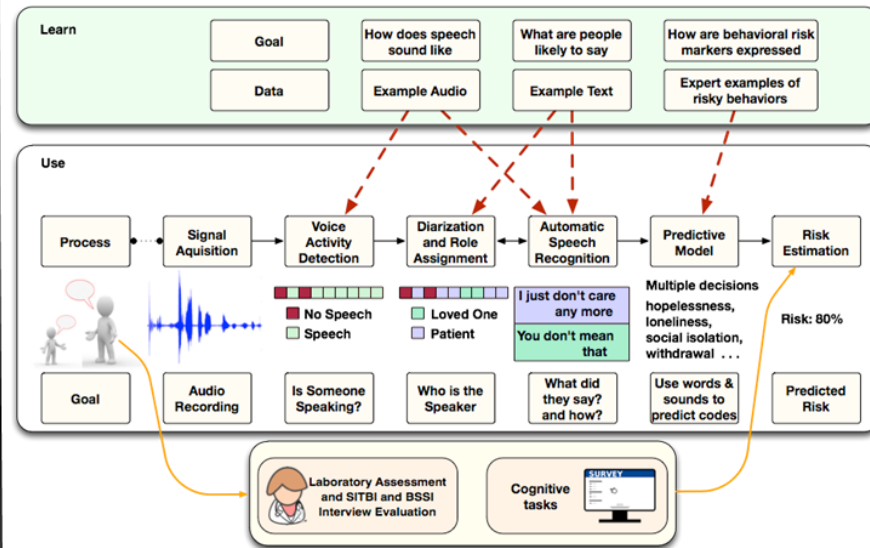 Learn
Goal
How does speech
sound like
What are people
likely to say
How are behavioral risk
markers expressed
Data
Example Audio
Example Text
Expert examples of
risky behaviors
Use
Process
Signal
Aquisition
Voice
Activity
Detection
Diarization
and Role
Assignment
Automatic
Speech
Recognition
Predictive
Model
Risk
Estimation
No Speech
Speech
Loved One
Patient
I just don't care
any more
You don't mean
that
Multiple decisions
hopelessness,
loneliness,
social isolation,
withdrawal . . .
Risk: 80%
Goal
Audio
Recording
Is Someone
Speaking?
Who is the
Speaker
What did
they say?
and how?
Use words &
sounds to
predict codes
Predicted
Risk
Laboratory Assessment
and SITBI and BSSI
Interview Evaluation
Cognitive
tasks
SURVEY